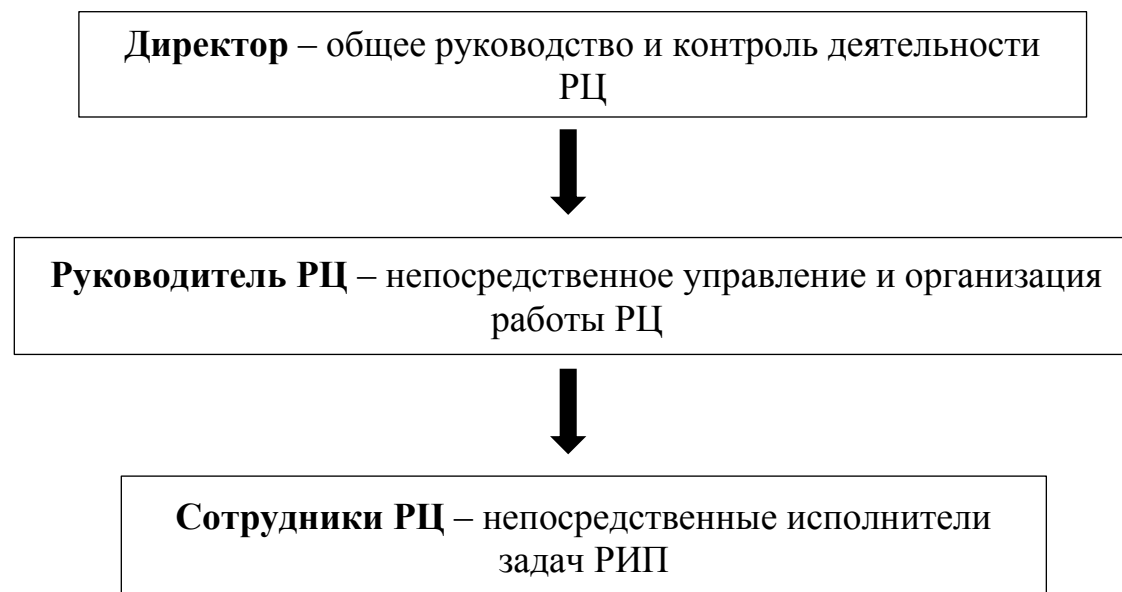 Директор – общее руководство и контроль деятельности
РЦ
Руководитель РЦ – непосредственное управление и организация
работы РЦ
Сотрудники РЦ – непосредственные исполнители
задач РИП